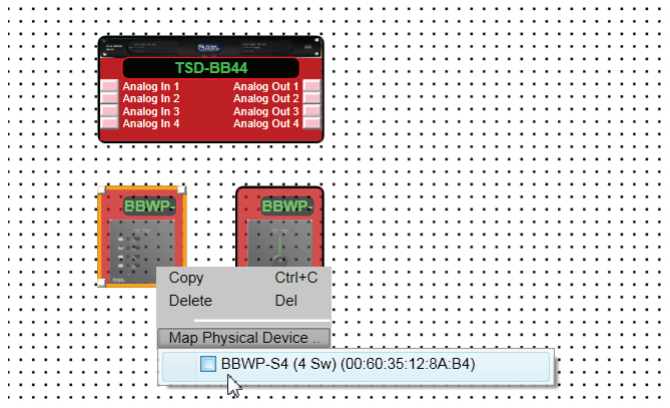 TSD-BB44
Analog In 1 Analog Out 1
Analog In 2 Analog Out 2
Analog In 3 Analog Out 3
Analog In 4 Analog Out 4
BBWP- BBWP-
Copy Ctrl+C
Delete Del
Map Physical Device ..
BBWP-S4 (4 Sw) (00:60:35:12:8A:B4)